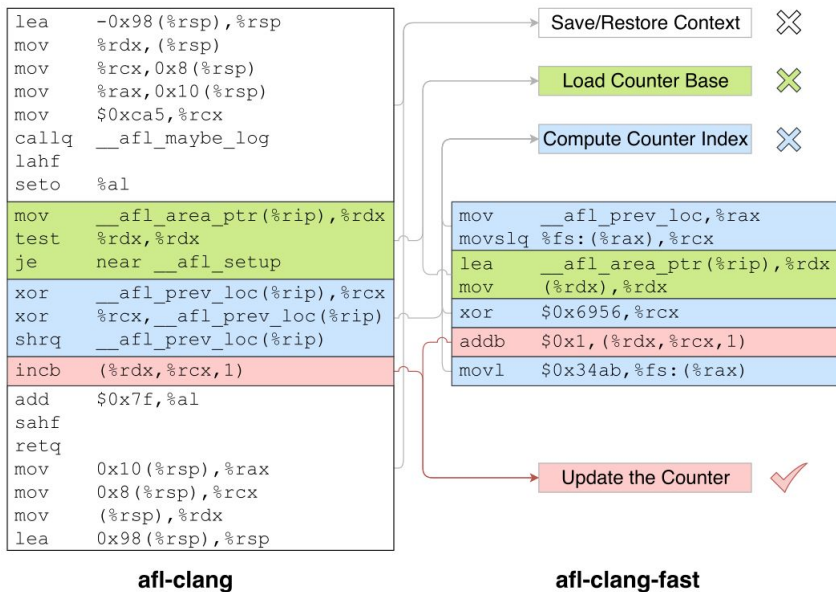 lea -0x98(%rsp),%rsp
mov %rdx,(%rsp)
mov %rcx,0x8(%rsp)
mov %rax,0x10(%rsp)
mov $0xca5,%rcx
callq __afl_maybe_log
lahf
seto %al
mov __afl_area_ptr(%rip),%rdx
test %rdx,%rdx
je near __afl_setup
xor __afl_prev_loc(%rip),%rcx
xor %rcx,__afl_prev_loc(%rip)
shrq __afl_prev_loc(%rip)
incb (%rdx,%rcx,1)
add $0x7f,%al
sahf
retq
mov 0x10(%rsp),%rax
mov 0x8(%rsp),%rcx
mov (%rsp),%rdx
lea 0x98(%rsp),%rsp
afl-clang
Save/Restore Context
Load Counter Base
Compute Counter Index
mov __afl_prev_loc,%rax
movslq %fs:(%rax),%rcx
lea __afl_area_ptr(%rip),%rdx
mov (%rdx),%rdx
xor $0x6956,%rcx
addb $0x1,(%rdx,%rcx,1)
movl $0x34ab,%fs:(%rax)
Update the Counter
afl-clang-fast